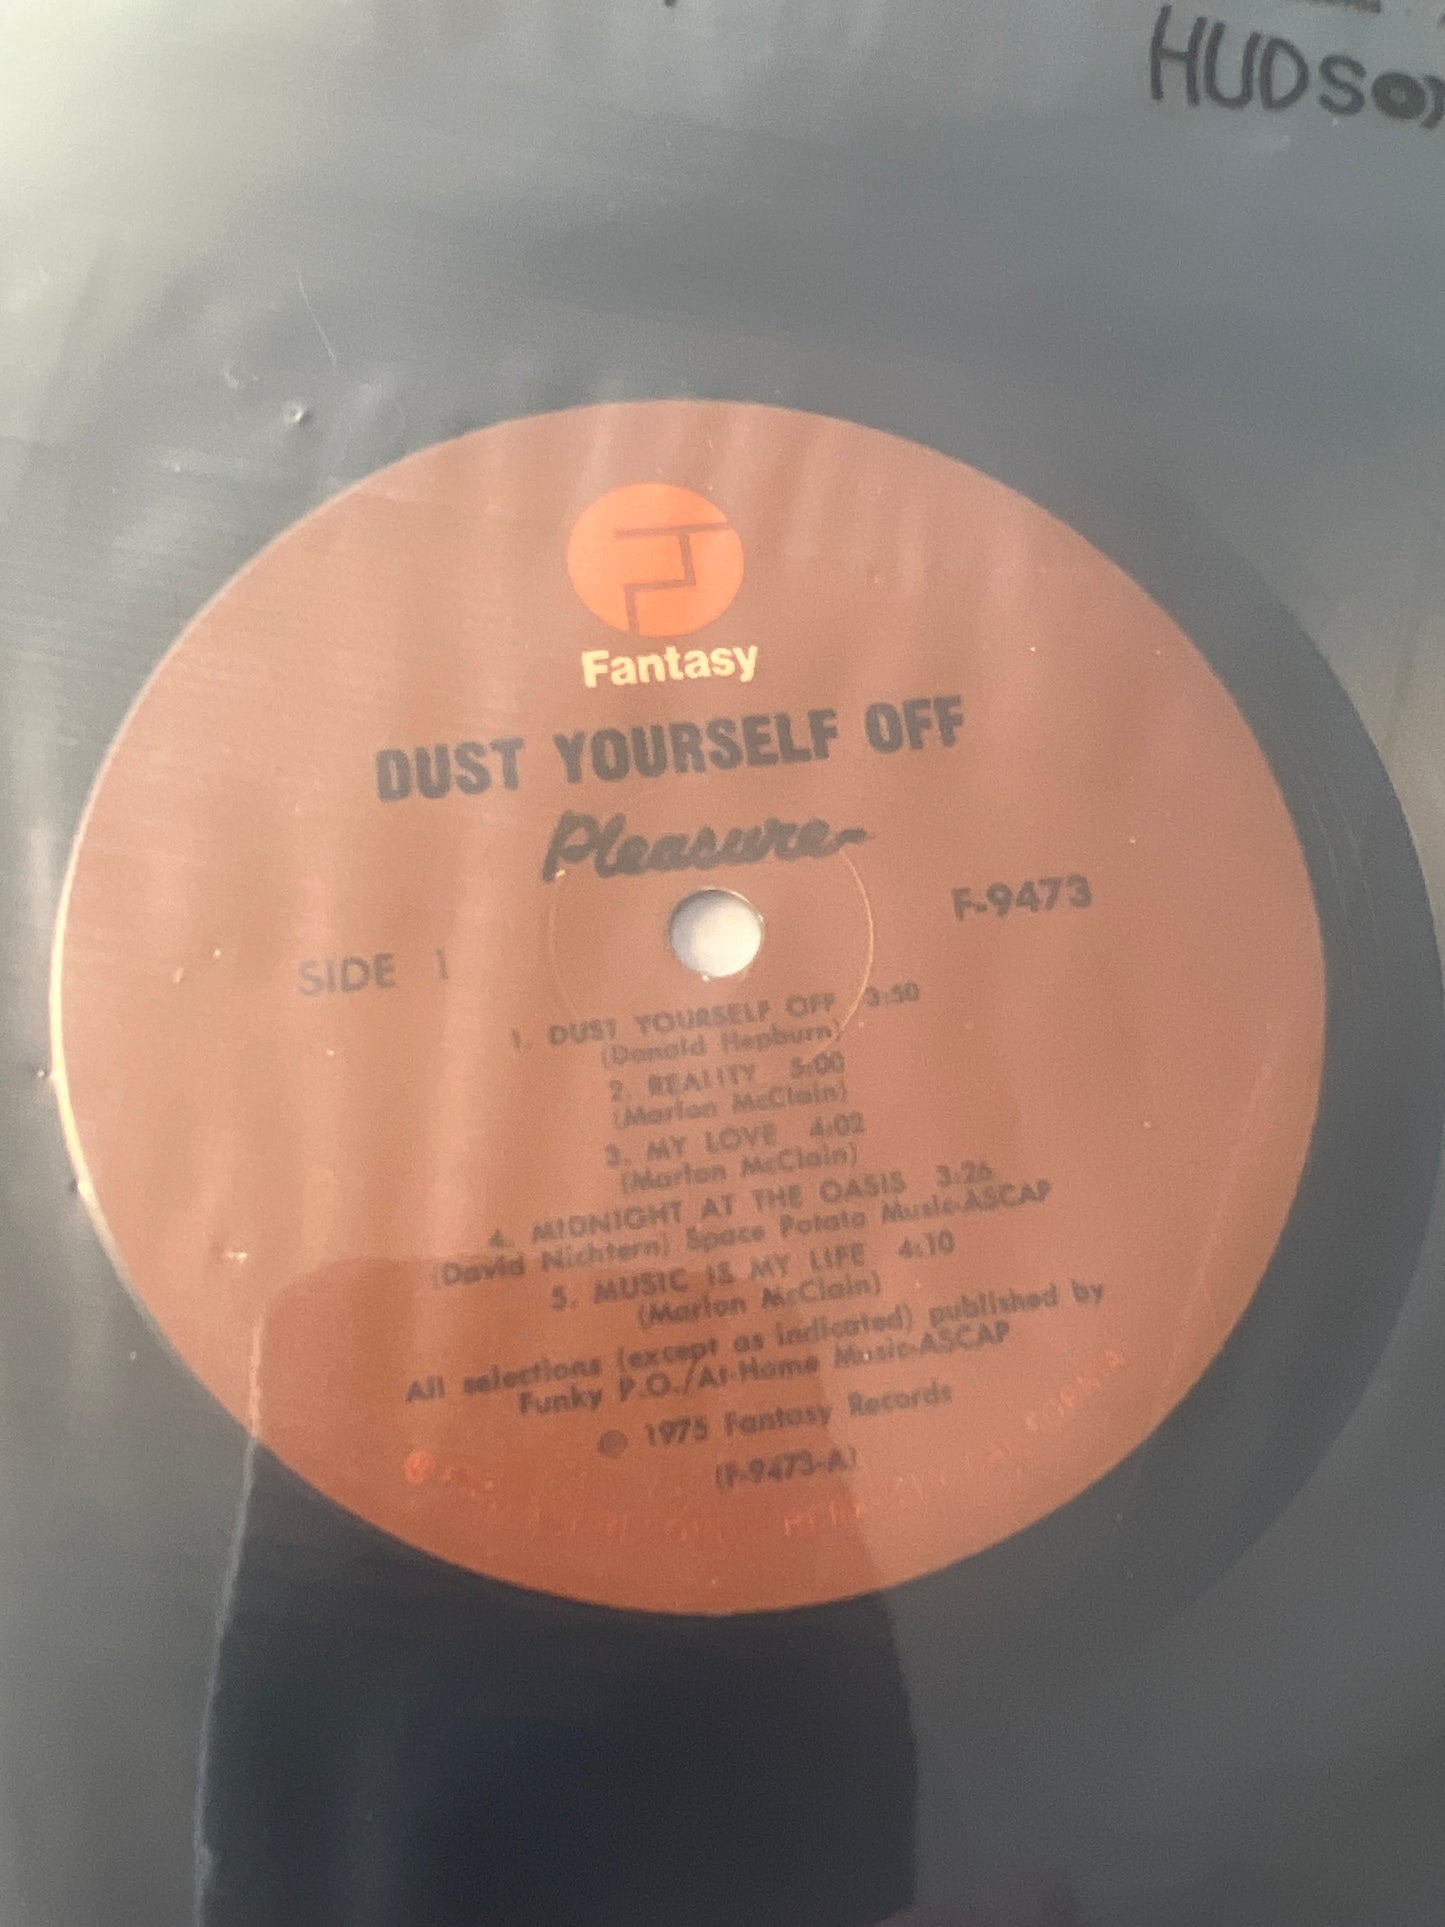 HUDSON
Fantasy
DUST YOURSELF OFF
Pleasure
F-9473
SIDE 1
1. DUST YOURSELF OFF 3:50
(Donald Hepburn)
2. REALITY 5:00
(Marlon McClain)
3. MY LOVE 4:02
(Marlon McClain)
4. MIDNIGHT AT THE OASIS 3:26
(David Nichtern) Space Potato Music-ASCAP
5. MUSIC IS MY LIFE 4:10
(Marlon McClain)
All selections (except as indicated) published by
Funky P.O./At-Home Music-ASCAP
℗ 1975 Fantasy Records
(F-9473-A)